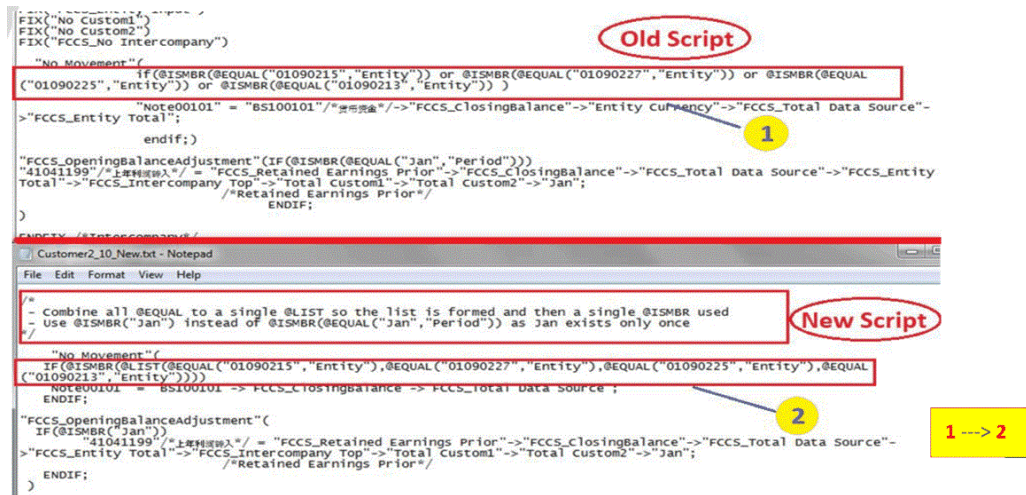 FIX("No Custom1")
FIX("No Custom2")
FIX("FCCS_No Intercompany")
Old Script
"No Movement"(
if(@ISMBR(@EQUAL("01090215","Entity")) or @ISMBR(@EQUAL("01090227","Entity")) or @ISMBR(@EQUAL
("01090225","Entity")) or @ISMBR(@EQUAL("01090213","Entity")) )
"Note00101" = "BS100101"/*货币资金*/->"FCCS_ClosingBalance"->"Entity Currency"->"FCCS_Total Data Source"-
>"FCCS_Entity Total";
1
endif;)
"FCCS_OpeningBalanceAdjustment"(IF(@ISMBR(@EQUAL("Jan","Period")))
"41041199"/*上年利润转入*/ = "FCCS_Retained Earnings Prior"->"FCCS_ClosingBalance"->"FCCS_Total Data Source"->"FCCS_Entity
Total"->"FCCS_Intercompany Top"->"Total Custom1"->"Total Custom2"->"Jan";
/*Retained Earnings Prior*/
ENDIF;
)
ENDFIX /*Intercompany*/
Customer2_10_New.txt - Notepad
File Edit Format View Help
/*
- Combine all @EQUAL to a single @LIST so the list is formed and then a single @ISMBR used
- Use @ISMBR("Jan") instead of @ISMBR(@EQUAL("Jan","Period")) as Jan exists only once
*/
New Script
"No Movement"(
IF(@ISMBR(@LIST(@EQUAL("01090215","Entity"),@EQUAL("01090227","Entity"),@EQUAL("01090225","Entity"),@EQUAL
("01090213","Entity"))))
"Note00101" = "BS100101"->"FCCS_ClosingBalance"->"FCCS_Total Data Source";
ENDIF;
2
"FCCS_OpeningBalanceAdjustment"(
IF(@ISMBR("Jan"))
"41041199"/*上年利润转入*/ = "FCCS_Retained Earnings Prior"->"FCCS_ClosingBalance"->"FCCS_Total Data Source"-
>"FCCS_Entity Total"->"FCCS_Intercompany Top"->"Total Custom1"->"Total Custom2"->"Jan";
/*Retained Earnings Prior*/
ENDIF;
)
1 ---> 2